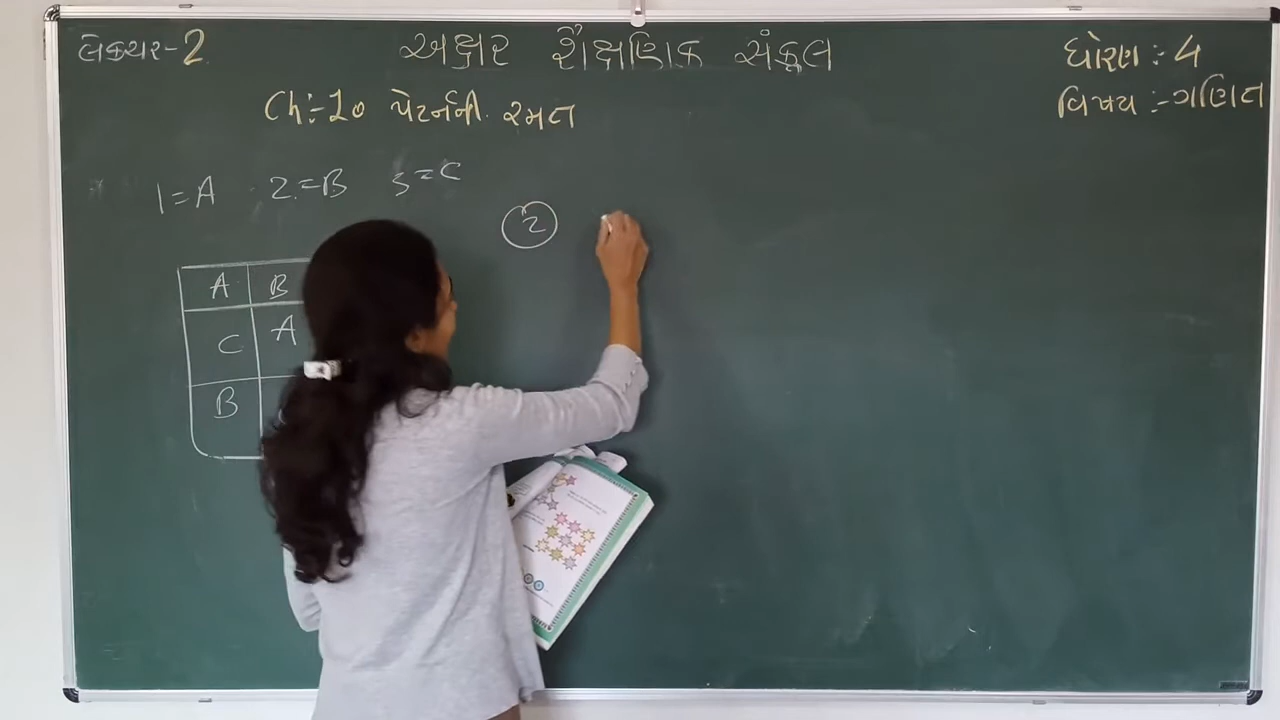 લેક્ચર-2
અક્ષર શૈક્ષણિક સંકૂલ
ધોરણ :- 4
વિષય :- ગણિત
Ch:-10 પેટર્નની રમત
1=A 2=B 3=C
2
A B
C A
B